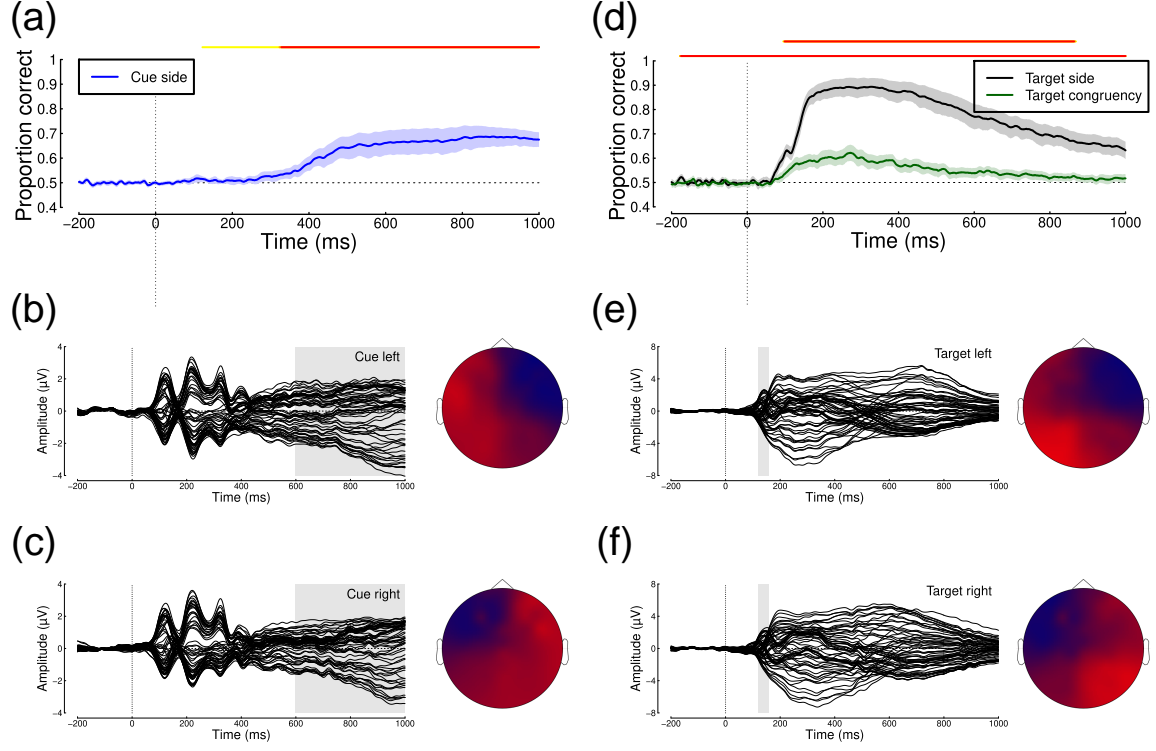 (a)
Proportion correct
1
0.9
0.8
0.7
0.6
0.5
0.4
Cue side
−200 0 200 400 600 800 1000
Time (ms)
(d)
Proportion correct
1
0.9
0.8
0.7
0.6
0.5
0.4
Target side
Target congruency
−200 0 200 400 600 800 1000
Time (ms)
(b)
Amplitude (µV)
4
2
0
−2
−4
Cue left
−200 0 200 400 600 800 1000
Time (ms)
(e)
Amplitude (µV)
8
4
0
−4
−8
Target left
−200 0 200 400 600 800 1000
Time (ms)
(c)
Amplitude (µV)
4
2
0
−2
−4
Cue right
−200 0 200 400 600 800 1000
Time (ms)
(f)
Amplitude (µV)
8
4
0
−4
−8
Target right
−200 0 200 400 600 800 1000
Time (ms)